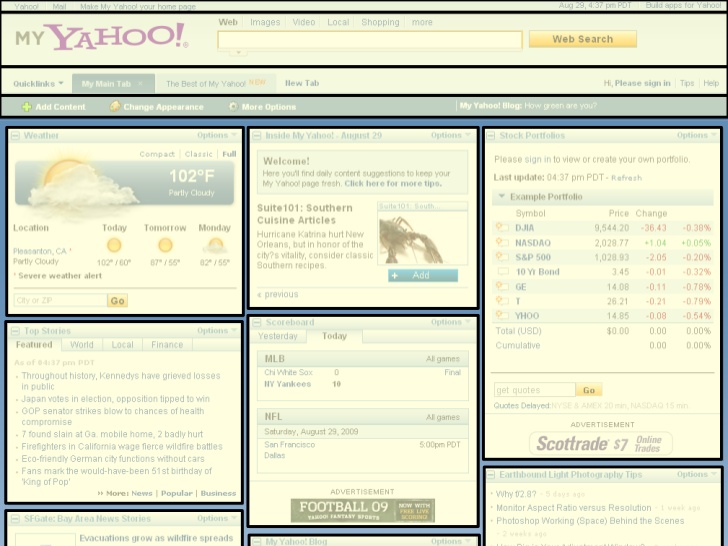 Yahoo! Mail Make My Yahoo! your home page Aug 29, 4:37 pm PDT Build apps for Yahoo!
MY YAHOO!
Web Images Video Local Shopping more
Web Search
Quicklinks My Main Tab The Best of My Yahoo! NEW New Tab Hi, Please sign in Tips Help
Add Content Change Appearance More Options My Yahoo! Blog: How green are you?
Weather Options
Compact Classic Full
102°F
Partly Cloudy
Location Today Tomorrow Monday
Pleasanton, CA *
Partly Cloudy 102° / 60° 87° / 55° 82° / 55°
* Severe weather alert
City or ZIP Go
Top Stories Options
Featured World Local Finance
As of 04:37 pm PDT
Throughout history, Kennedys have grieved losses
in public
Japan votes in election, opposition tipped to win
GOP senator strikes blow to chances of health
compromise
7 found slain at Ga. mobile home, 2 badly hurt
Firefighters in California wage fierce wildfire battles
Eco-friendly German city functions without cars
Fans mark the would-have-been 51st birthday of
'King of Pop'
» More: News | Popular | Business
SFGate: Bay Area News Stories Options
Evacuations grow as wildfire spreads
Inside My Yahoo! - August 29 Options
Welcome!
Here you'll find daily content suggestions to keep your
My Yahoo! page fresh. Click here for more tips.
Suite101: Southern
Cuisine Articles
Hurricane Katrina hurt New
Orleans, but in honor of the
city?s vitality, consider classic
Southern recipes.
Suite101: South...
+ Add
« previous
Scoreboard Options
Yesterday Today
MLB All games
Chi White Sox 0 Final
NY Yankees 10
NFL All games
Saturday, August 29, 2009
San Francisco 5:00pm PDT
Dallas
ADVERTISEMENT
FOOTBALL 09 YAHOO! FANTASY SPORTS NOW WITH FREE LIVE SCORING
My Yahoo! Blog Options
Stock Portfolios Options
Please sign in to view or create your own portfolio.
Last update: 04:37 pm PDT - Refresh
Example Portfolio
Symbol Price Change
DJIA 9,544.20 -36.43 -0.38%
NASDAQ 2,028.77 +1.04 +0.05%
S&P 500 1,028.93 -2.05 -0.20%
10 Yr Bond 3.45 -0.01 -0.32%
GE 14.08 -0.11 -0.78%
T 26.21 -0.21 -0.79%
YHOO 14.85 -0.08 -0.54%
Total (USD) $0.00 0.00 0.00%
Cumulative 0.00 0.00%
get quotes Go
Quotes Delayed: NYSE & AMEX 20 min, NASDAQ 15 min.
ADVERTISEMENT
Scottrade $7 Online Trades
Earthbound Light Photography Tips Options
Why f/2.8? - 5 days ago
Monitor Aspect Ratio versus Resolution - 1 week ago
Photoshop Working (Space) Behind the Scenes
- 2 weeks ago